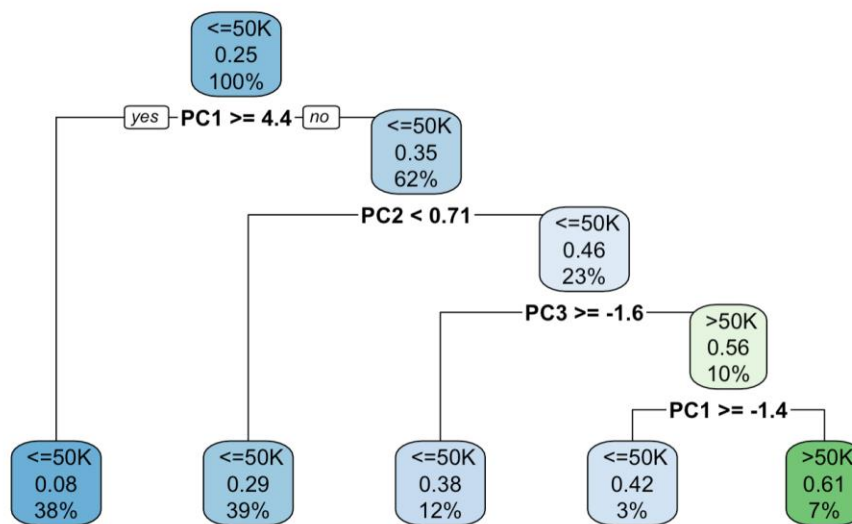 <=50K
0.25
100%
yes PC1 >= 4.4 no
<=50K
0.35
62%
PC2 < 0.71
<=50K
0.46
23%
PC3 >= -1.6
>50K
0.56
10%
PC1 >= -1.4
<=50K
0.08
38%
<=50K
0.29
39%
<=50K
0.38
12%
<=50K
0.42
3%
>50K
0.61
7%